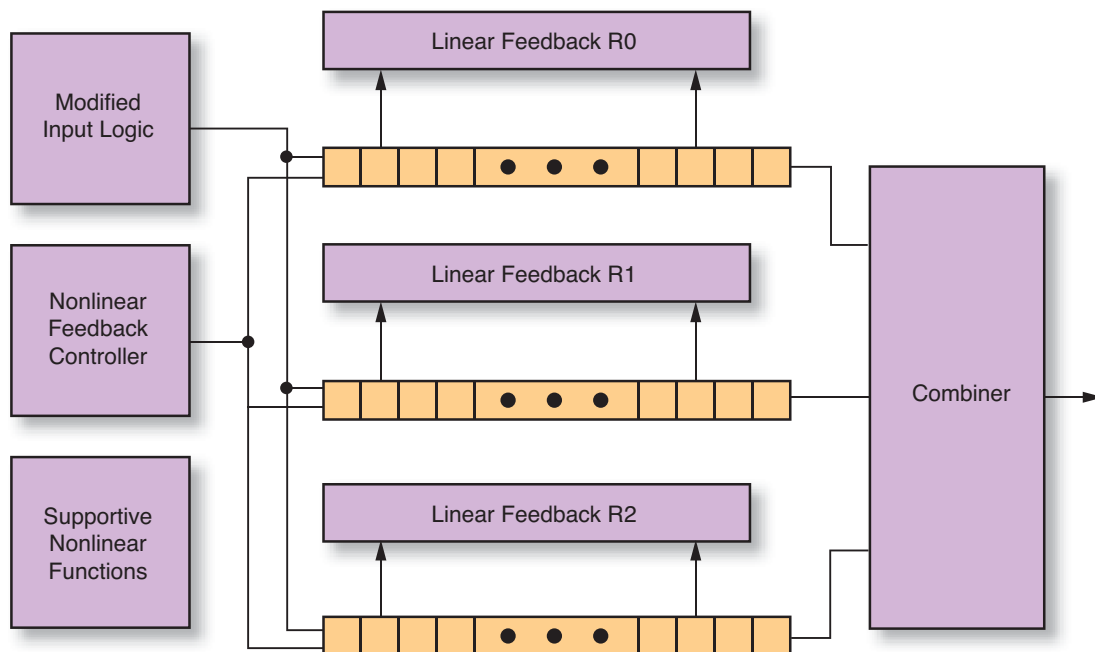 Linear Feedback R0
Modified
Input Logic
Linear Feedback R1
Nonlinear
Feedback
Controller
Combiner
Linear Feedback R2
Supportive
Nonlinear
Functions